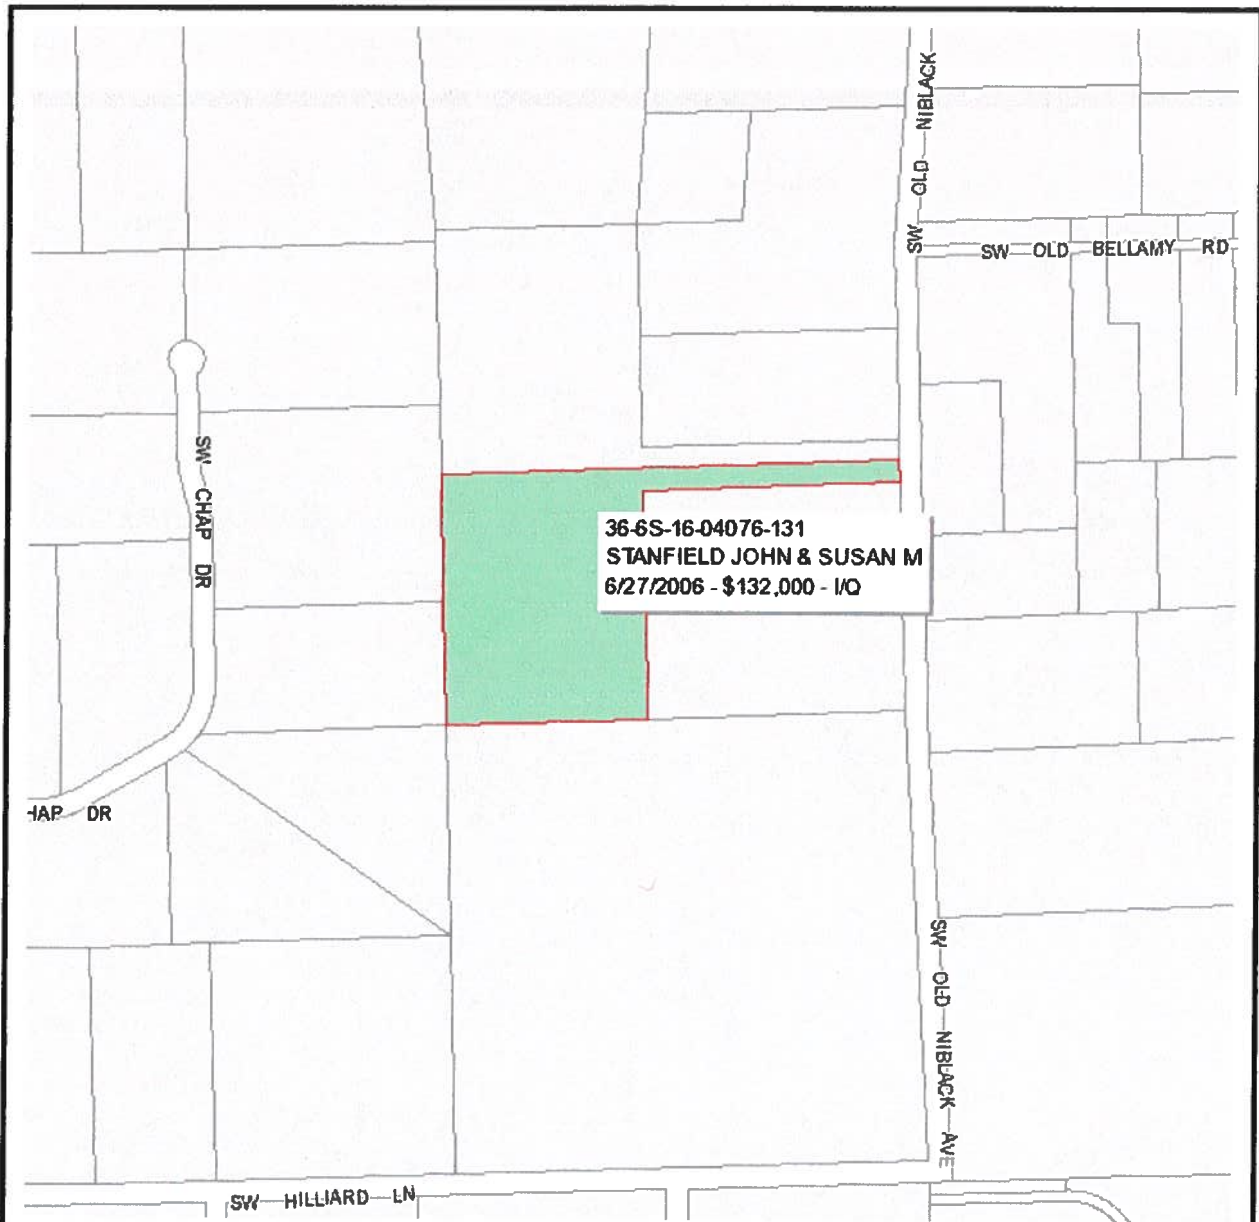 SW OLD NIBLACK
SW OLD BELLAMY RD
SW CHAP DR
36-6S-16-04076-131
STANFIELD JOHN & SUSAN M
6/27/2006 - $132,000 - I/Q
HAP DR
SW OLD NIBLACK AVE
SW HILLIARD LN